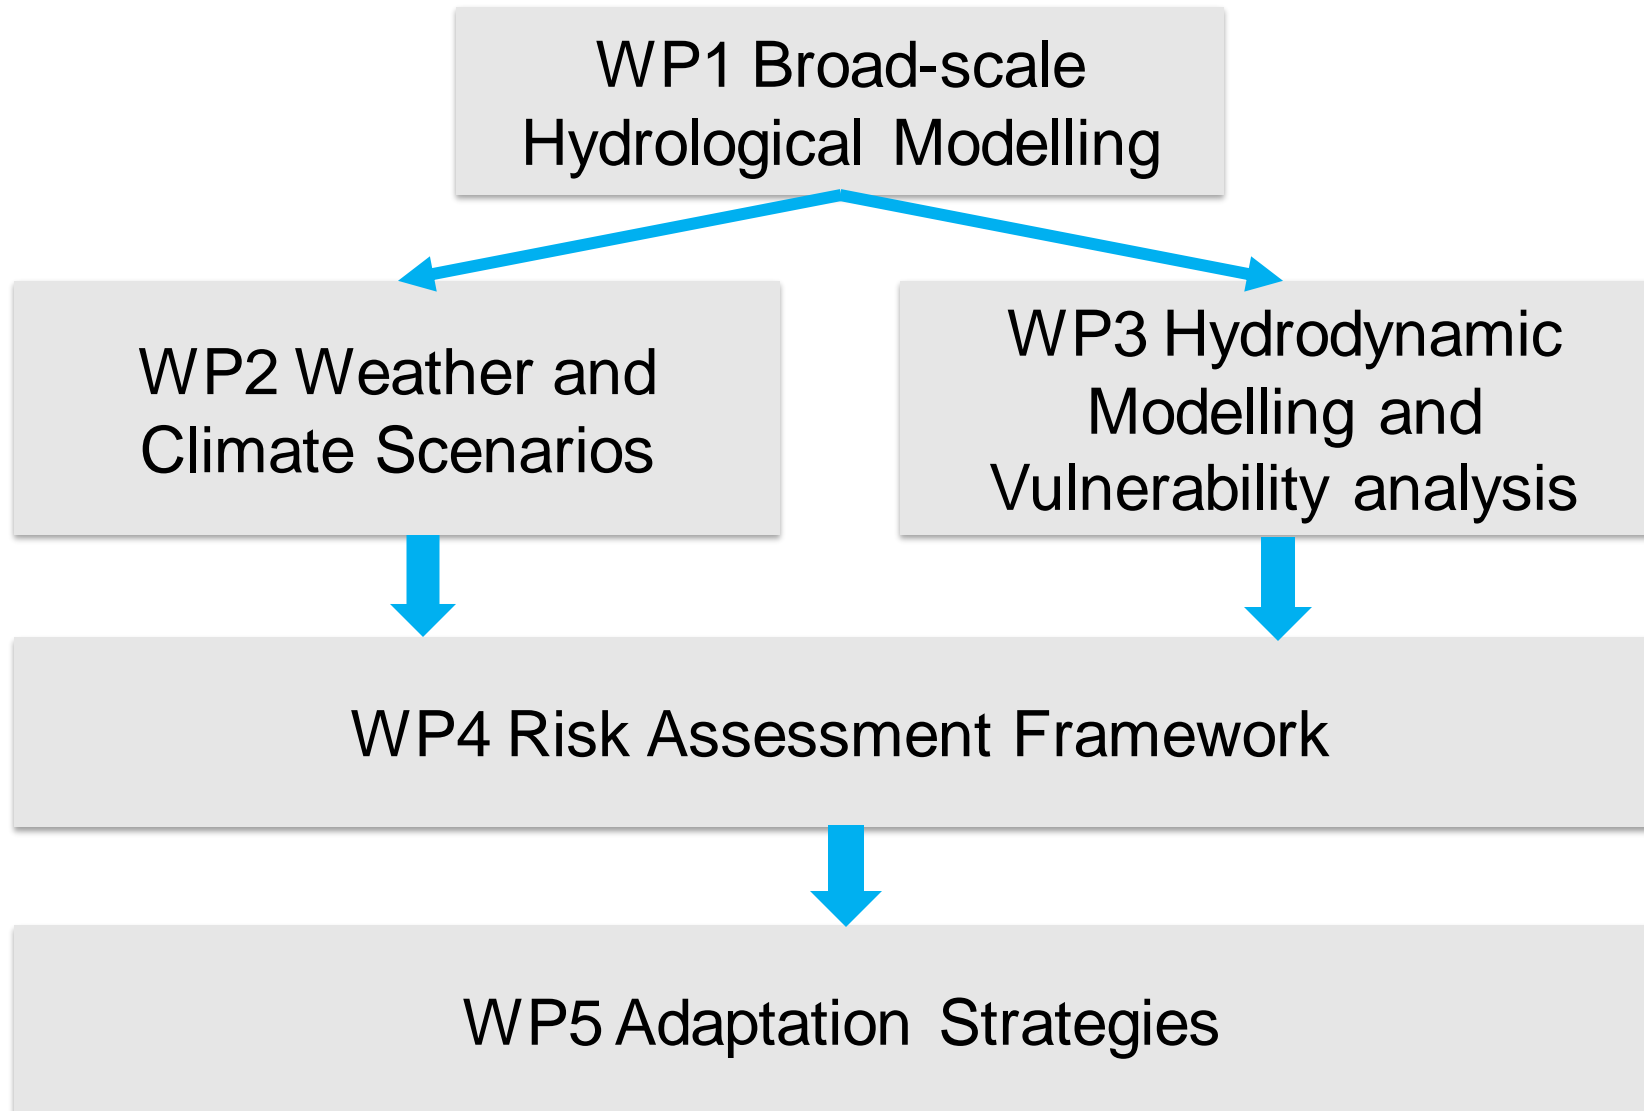 WP1 Broad-scale
Hydrological Modelling
WP2 Weather and
Climate Scenarios
WP3 Hydrodynamic
Modelling and
Vulnerability analysis
WP4 Risk Assessment Framework
WP5 Adaptation Strategies